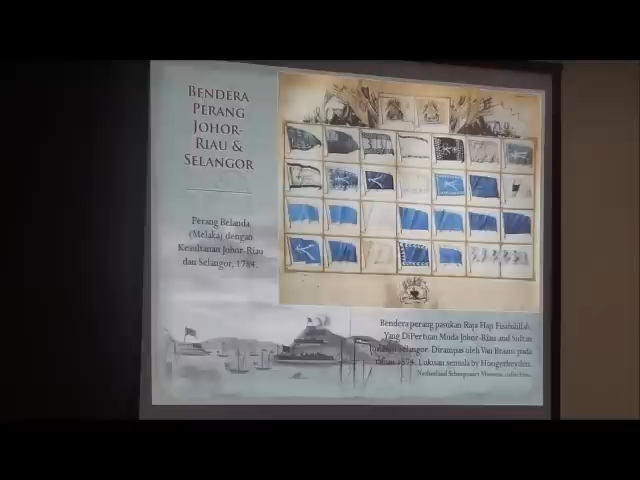 BENDERA
PERANG
JOHOR-
RIAU &
SELANGOR
Perang Belanda
(Melaka) dengan
Kesultanan Johor-Riau
dan Selangor, 1784.
Bendera perang pasukan Raja Haji Fisabilillah,
Yang DiPertuan Muda Johor-Riau and Sultan
Selangor. Dirampas oleh Van Braam pada
tahun Lukisan semula by Hoogerheyden.
Netherland Scheepvaart Museum collection.